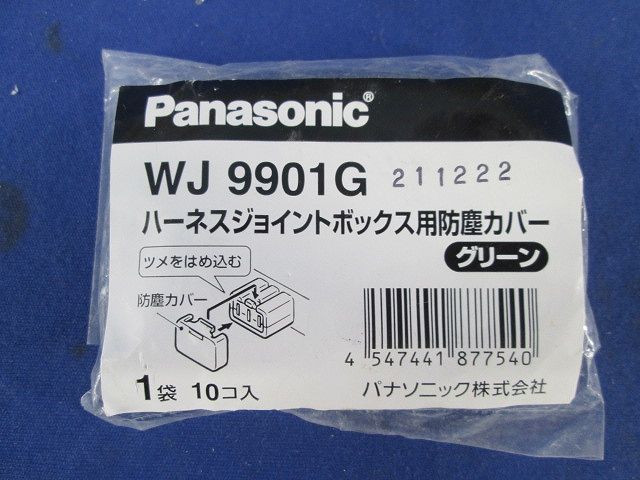 Panasonic®
WJ 9901G 211222
ハーネスジョイントボックス用防塵カバー
グリーン
ツメをはめ込む
防塵カバー
4 547441 877540
1袋 10コ入
パナソニック株式会社